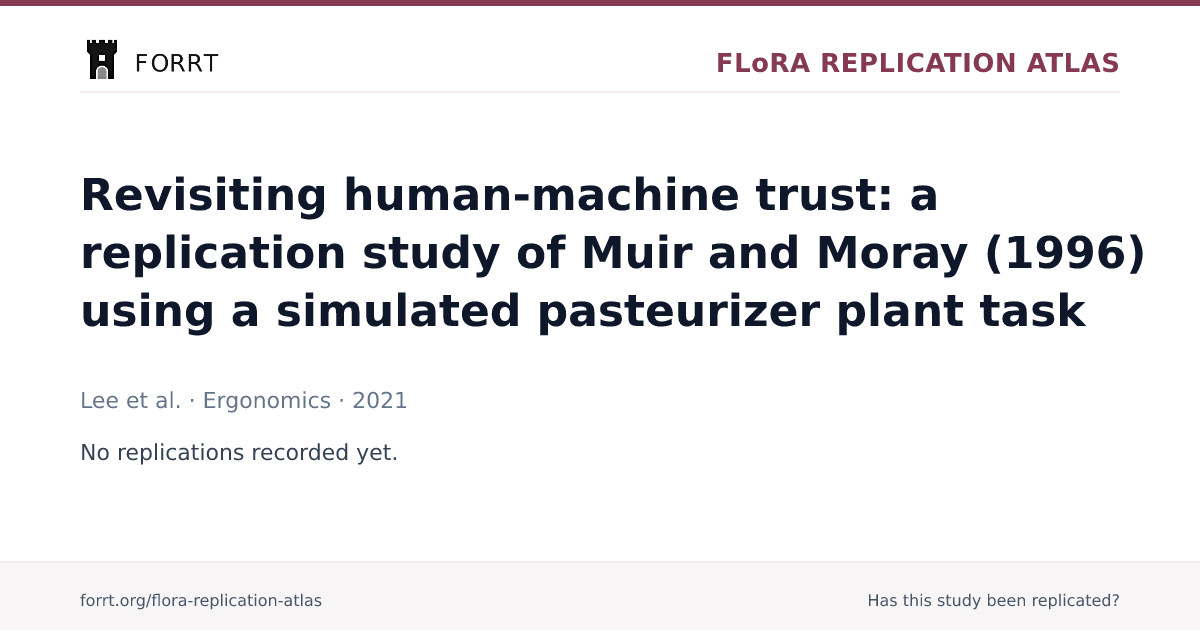 FORRT
FLoRA REPLICATION ATLAS
Revisiting human-machine trust: a
replication study of Muir and Moray (1996)
using a simulated pasteurizer plant task
Lee et al. · Ergonomics · 2021
No replications recorded yet.
forrt.org/flora-replication-atlas
Has this study been replicated?